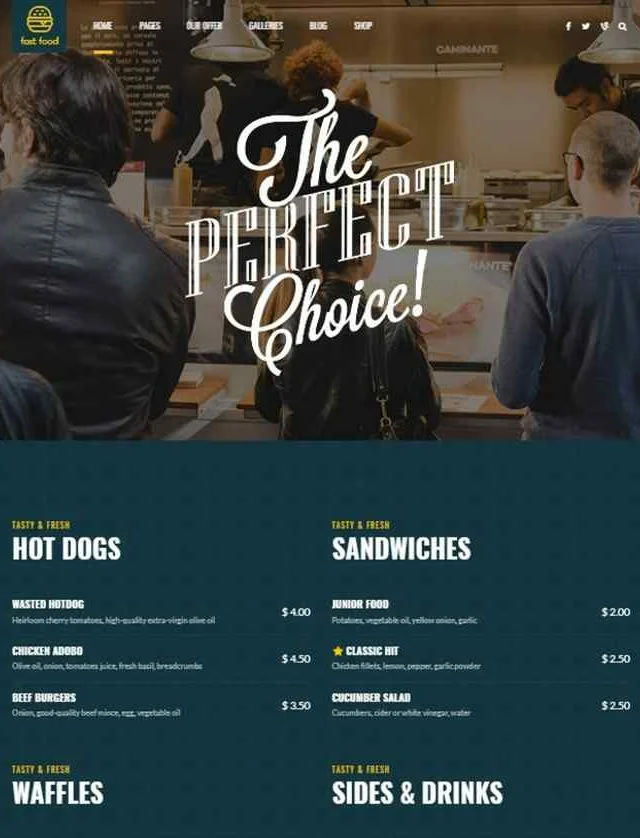 fast food
HOME PAGES OUR OFFER GALLERIES BLOG SHOP
CAMINANTE
The
PERFECT
Choice!
TASTY & FRESH
HOT DOGS
WASTED HOTDOG $ 4.00
Heirloom cherry tomatoes, high-quality extra-virgin olive oil
CHICKEN ADOBO $ 4.50
Olive oil, onion, tomatoes juice, fresh basil, breadcrumbs
BEEF BURGERS $ 3.50
Onion, good-quality beef mince, egg, vegetable oil
TASTY & FRESH
SANDWICHES
JUNIOR FOOD $ 2.00
Potatoes, vegetable oil, yellow onion, garlic
CLASSIC HIT $ 2.50
Chicken fillets, lemon, pepper, garlic powder
CUCUMBER SALAD $ 2.50
Cucumbers, cider or white vinegar, water
TASTY & FRESH
WAFFLES
TASTY & FRESH
SIDES & DRINKS